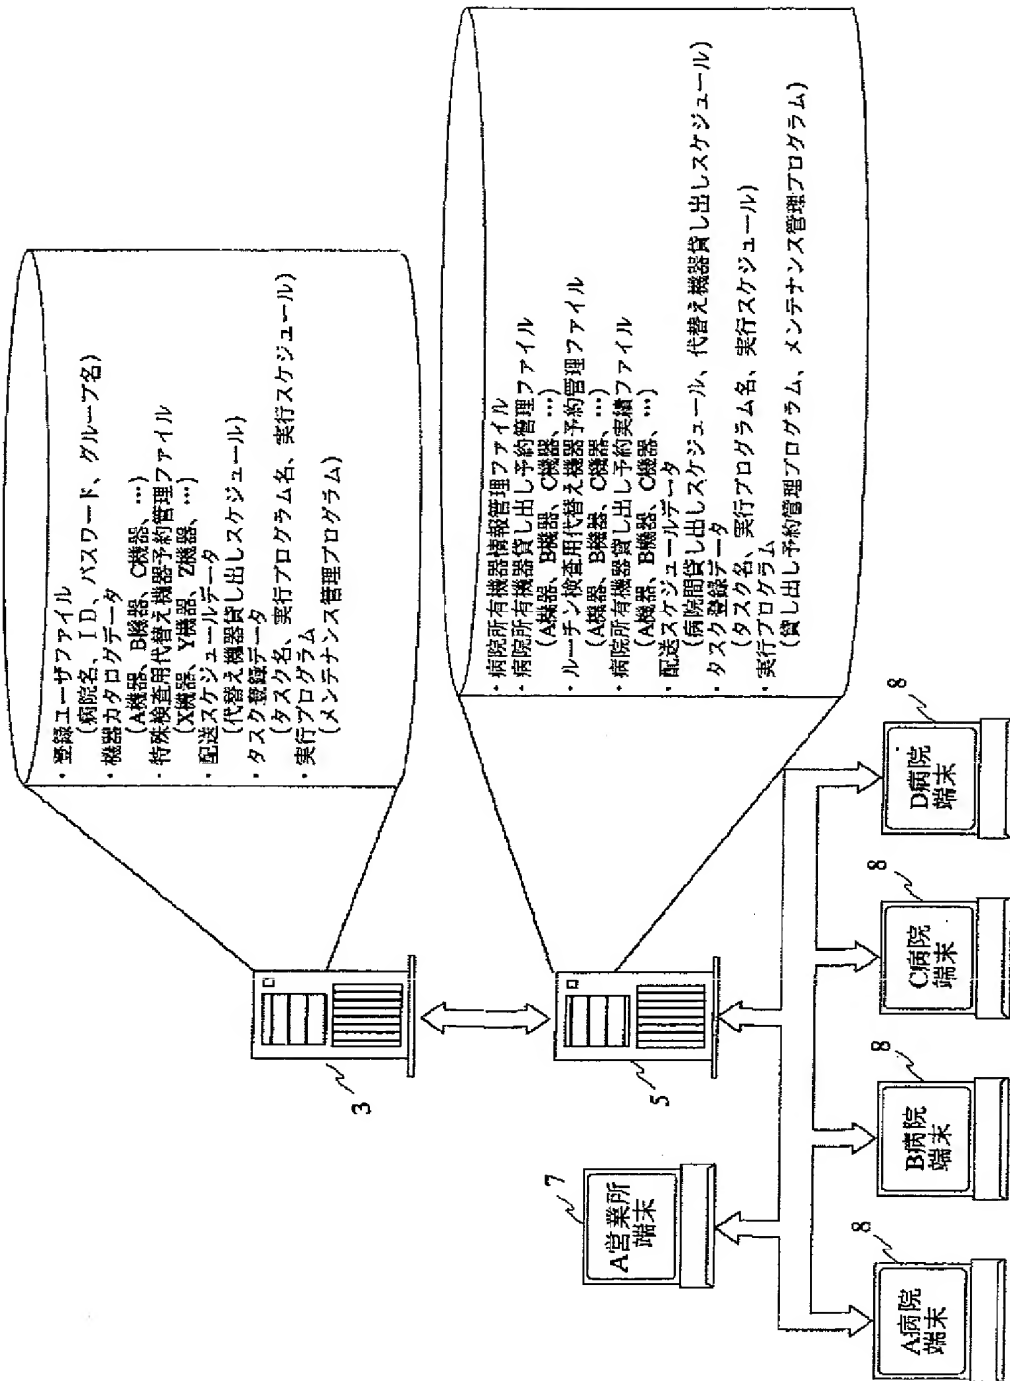 ・登録ユーザファイル
(病院名、ID、パスワード、グループ名)
・機器カタログデータ
(A機器、B機器、C機器、…)
・特殊検査用代替え機器予約管理ファイル
(X機器、Y機器、Z機器、…)
・配送スケジュールデータ
(代替え機器貸し出しスケジュール)
・タスク登録データ
(タスク名、実行プログラム名、実行スケジュール)
・実行プログラム
(メンテナンス管理プログラム)
・病院所有機器情報管理ファイル
・病院所有機器貸し出し予約管理ファイル
(A機器、B機器、C機器、…)
・ルーチン検査用代替え機器予約管理ファイル
(A機器、B機器、C機器、…)
・病院所有機器貸し出し予約実績ファイル
(A機器、B機器、C機器、…)
・配送スケジュールデータ
(病院間貸し出しスケジュール、代替え機器貸し出しスケジュール)
・タスク登録データ
(タスク名、実行プログラム名、実行スケジュール)
・実行プログラム
(貸し出し予約管理プログラム、メンテナンス管理プログラム)
3
5
7
A営業所
端末
8
A病院
端末
8
B病院
端末
8
C病院
端末
8
D病院
端末